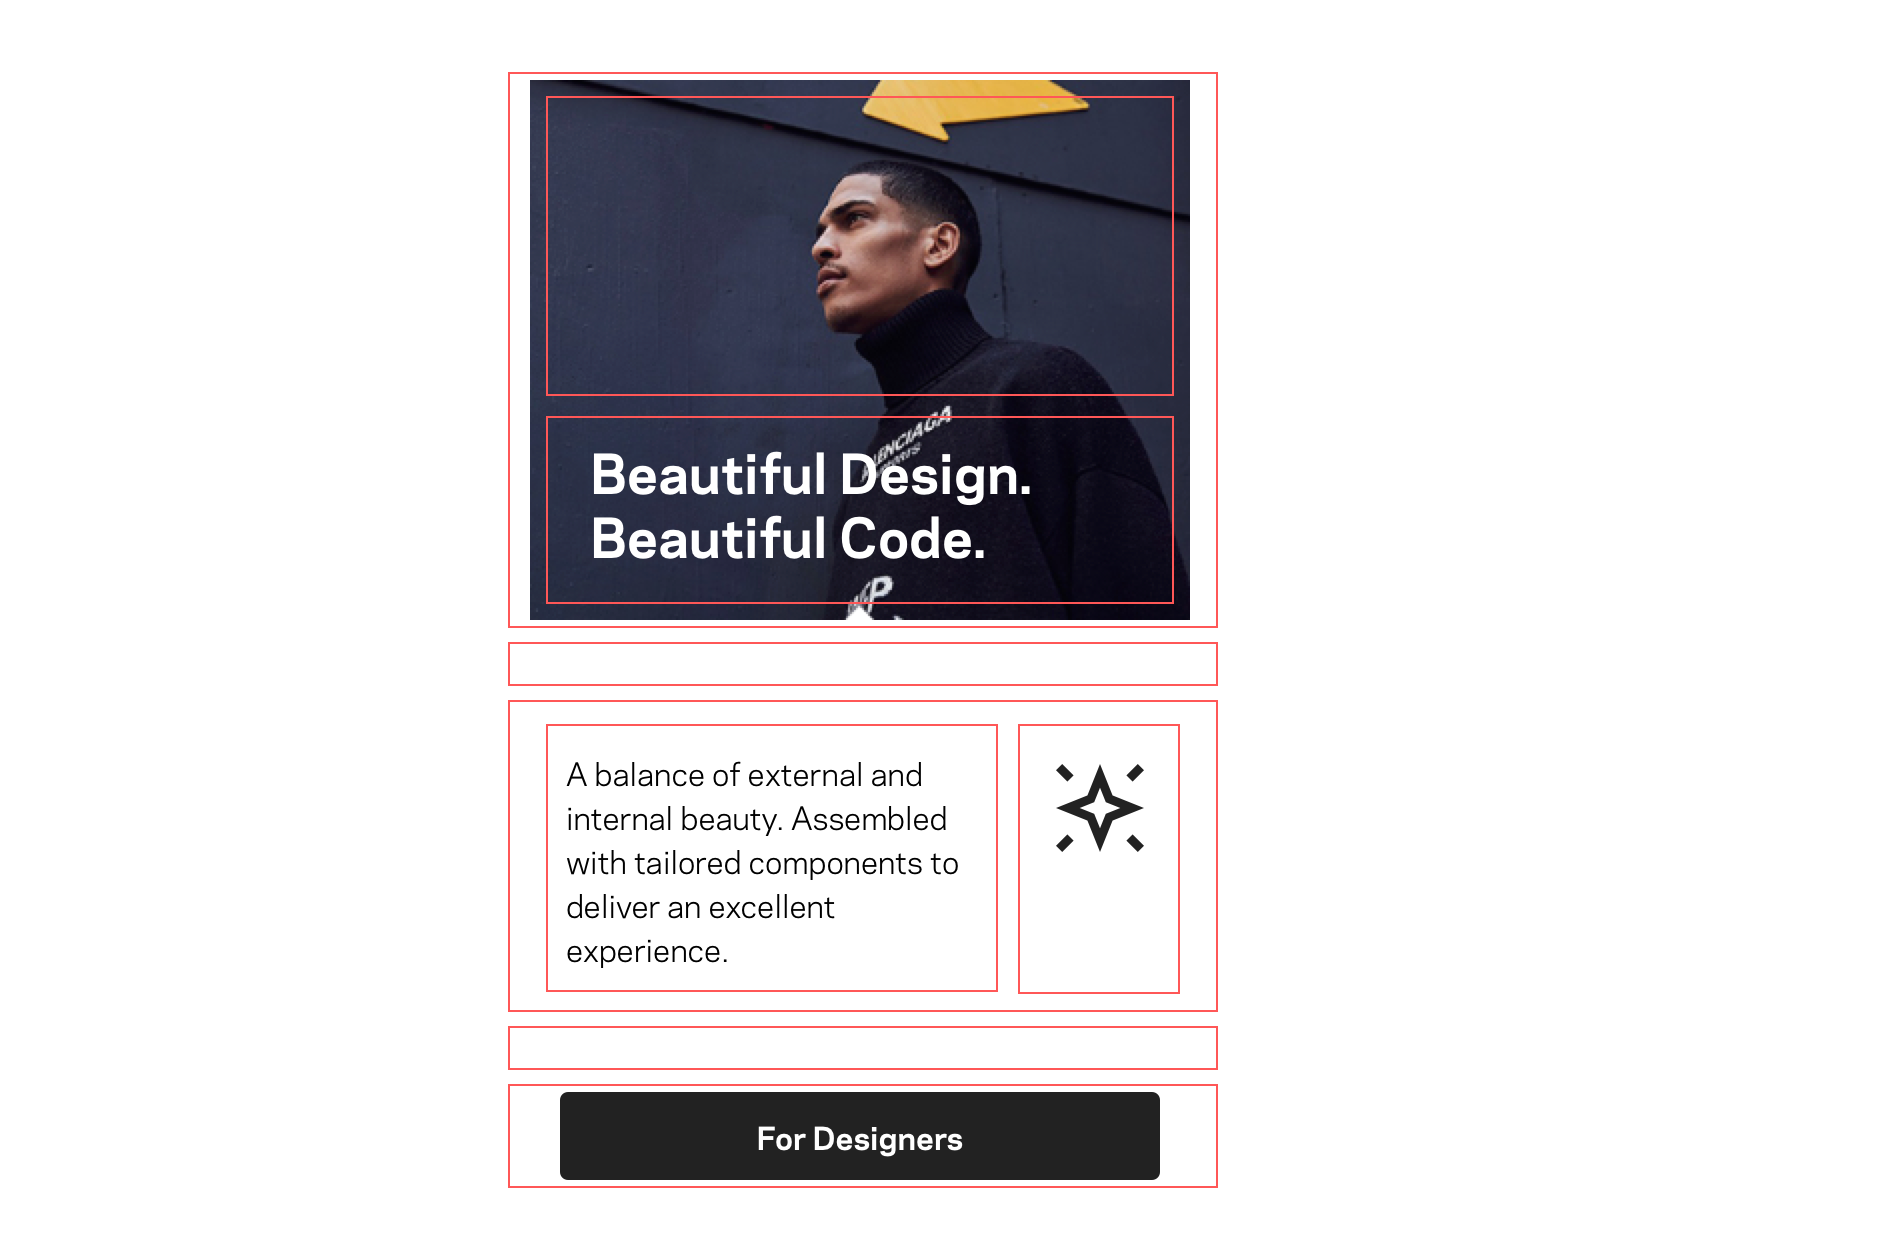 Beautiful Design.
Beautiful Code.
A balance of external and
internal beauty. Assembled
with tailored components to
deliver an excellent
experience.
For Designers